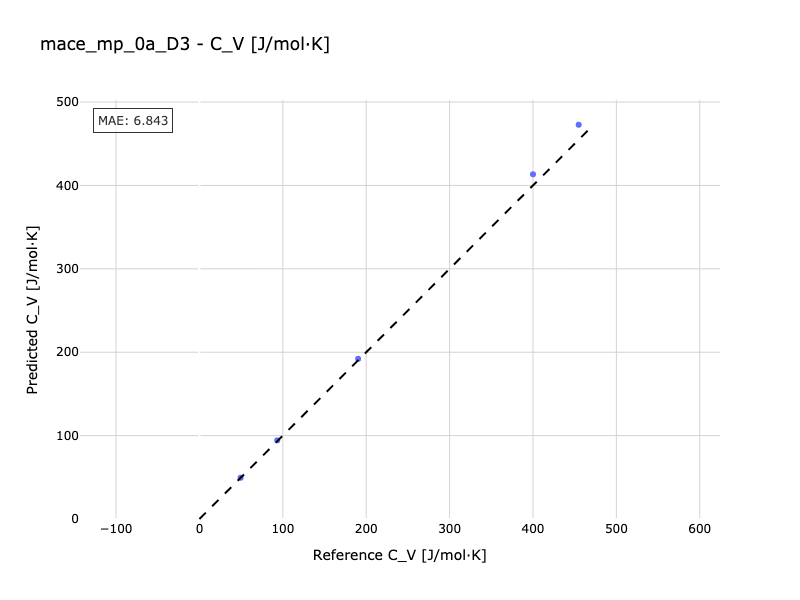 mace_mp_0a_D3 - C_V [J/mol·K]
MAE: 6.843
500
400
300
200
100
0
Predicted C_V [J/mol·K]
−100 0 100 200 300 400 500 600
Reference C_V [J/mol·K]